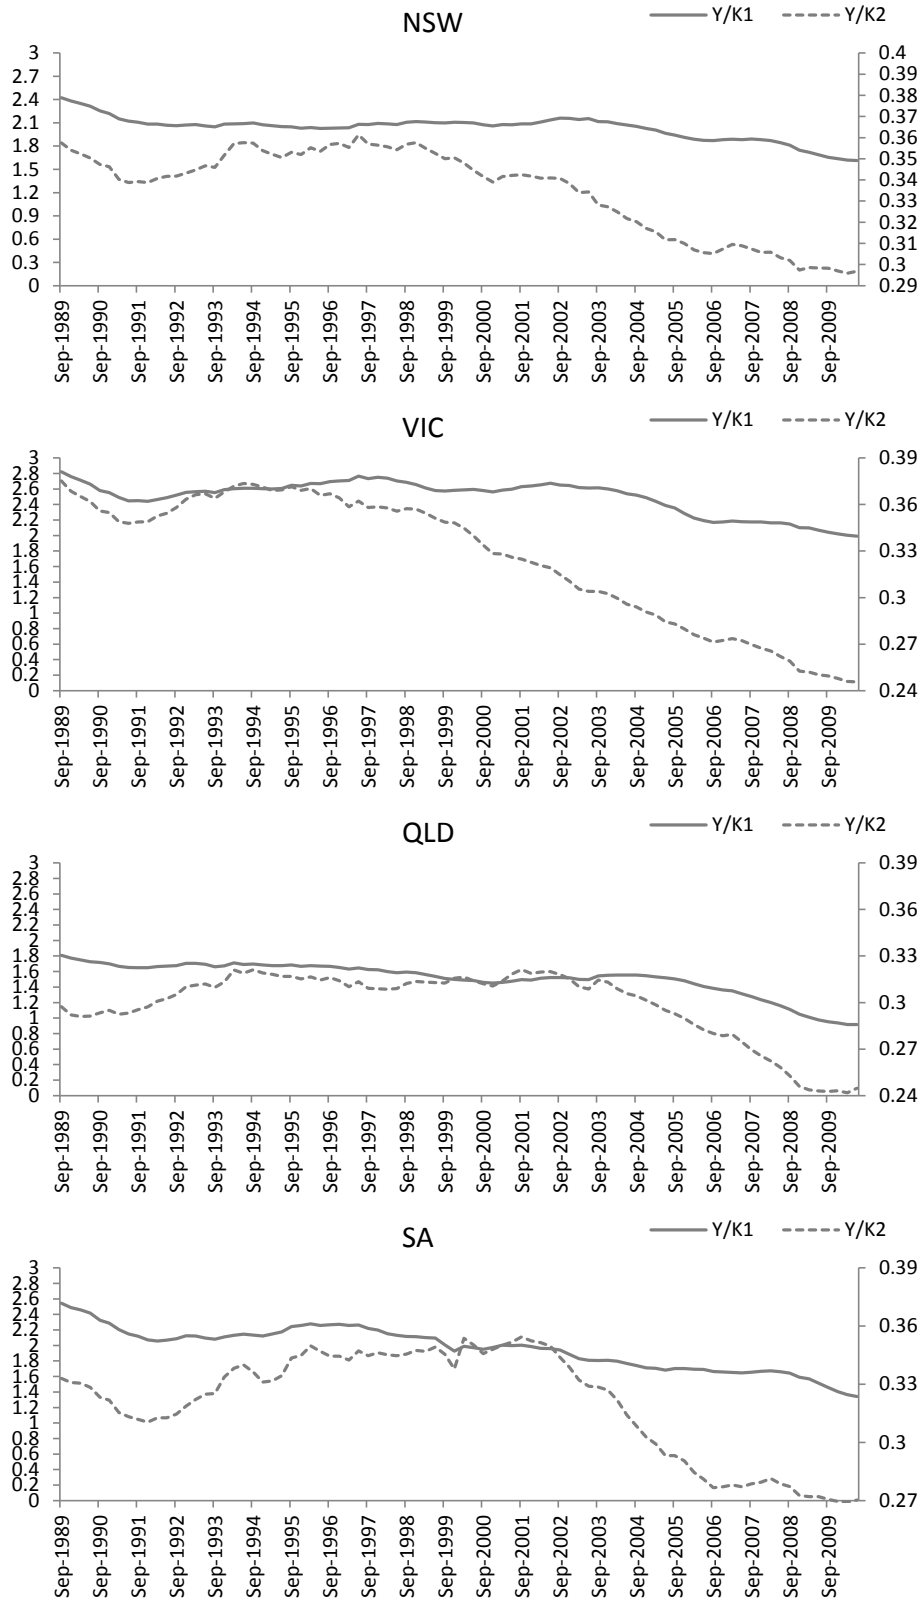 NSW
Y/K1 Y/K2
3 2.7 2.4 2.1 1.8 1.5 1.2 0.9 0.6 0.3 0
0.4 0.39 0.38 0.37 0.36 0.35 0.34 0.33 0.32 0.31 0.3 0.29
Sep-1989 Sep-1990 Sep-1991 Sep-1992 Sep-1993 Sep-1994 Sep-1995 Sep-1996 Sep-1997 Sep-1998 Sep-1999 Sep-2000 Sep-2001 Sep-2002 Sep-2003 Sep-2004 Sep-2005 Sep-2006 Sep-2007 Sep-2008 Sep-2009
VIC
Y/K1 Y/K2
3 2.8 2.6 2.4 2.2 2 1.8 1.6 1.4 1.2 1 0.8 0.6 0.4 0.2 0
0.39 0.36 0.33 0.3 0.27 0.24
Sep-1989 Sep-1990 Sep-1991 Sep-1992 Sep-1993 Sep-1994 Sep-1995 Sep-1996 Sep-1997 Sep-1998 Sep-1999 Sep-2000 Sep-2001 Sep-2002 Sep-2003 Sep-2004 Sep-2005 Sep-2006 Sep-2007 Sep-2008 Sep-2009
QLD
Y/K1 Y/K2
3 2.8 2.6 2.4 2.2 2 1.8 1.6 1.4 1.2 1 0.8 0.6 0.4 0.2 0
0.39 0.36 0.33 0.3 0.27 0.24
Sep-1989 Sep-1990 Sep-1991 Sep-1992 Sep-1993 Sep-1994 Sep-1995 Sep-1996 Sep-1997 Sep-1998 Sep-1999 Sep-2000 Sep-2001 Sep-2002 Sep-2003 Sep-2004 Sep-2005 Sep-2006 Sep-2007 Sep-2008 Sep-2009
SA
Y/K1 Y/K2
3 2.8 2.6 2.4 2.2 2 1.8 1.6 1.4 1.2 1 0.8 0.6 0.4 0.2 0
0.39 0.36 0.33 0.3 0.27
Sep-1989 Sep-1990 Sep-1991 Sep-1992 Sep-1993 Sep-1994 Sep-1995 Sep-1996 Sep-1997 Sep-1998 Sep-1999 Sep-2000 Sep-2001 Sep-2002 Sep-2003 Sep-2004 Sep-2005 Sep-2006 Sep-2007 Sep-2008 Sep-2009